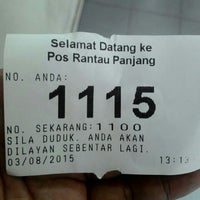 Selamat Datang ke
Pos Rantau Panjang
NO. ANDA:
1115
NO. SEKARANG: 1100
SILA DUDUK. ANDA AKAN
DILAYAN SEBENTAR LAGI.
03/08/2015 13:13